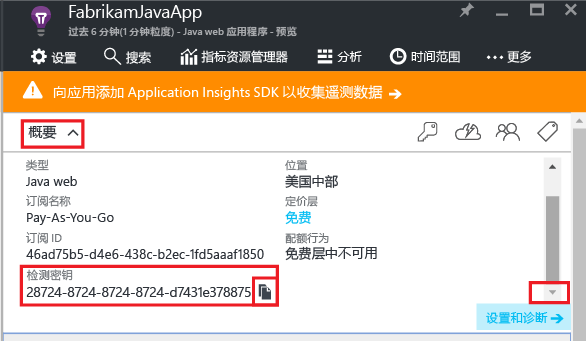 FabrikamJavaApp
过去 6 分钟(1 分钟粒度) - Java web 应用程序 - 预览
设置 搜索 指标资源管理器 分析 时间范围 更多
向应用添加 Application Insights SDK 以收集遥测数据
概要
类型 位置
Java web 美国中部
订阅名称 定价层
Pay-As-You-Go 免费
订阅 ID 配额行为
46ad75b5-d4e6-438c-b2ec-1fd5aaaf1850 免费层中不可用
检测密钥
28724-8724-8724-8724-d7431e378875
设置和诊断